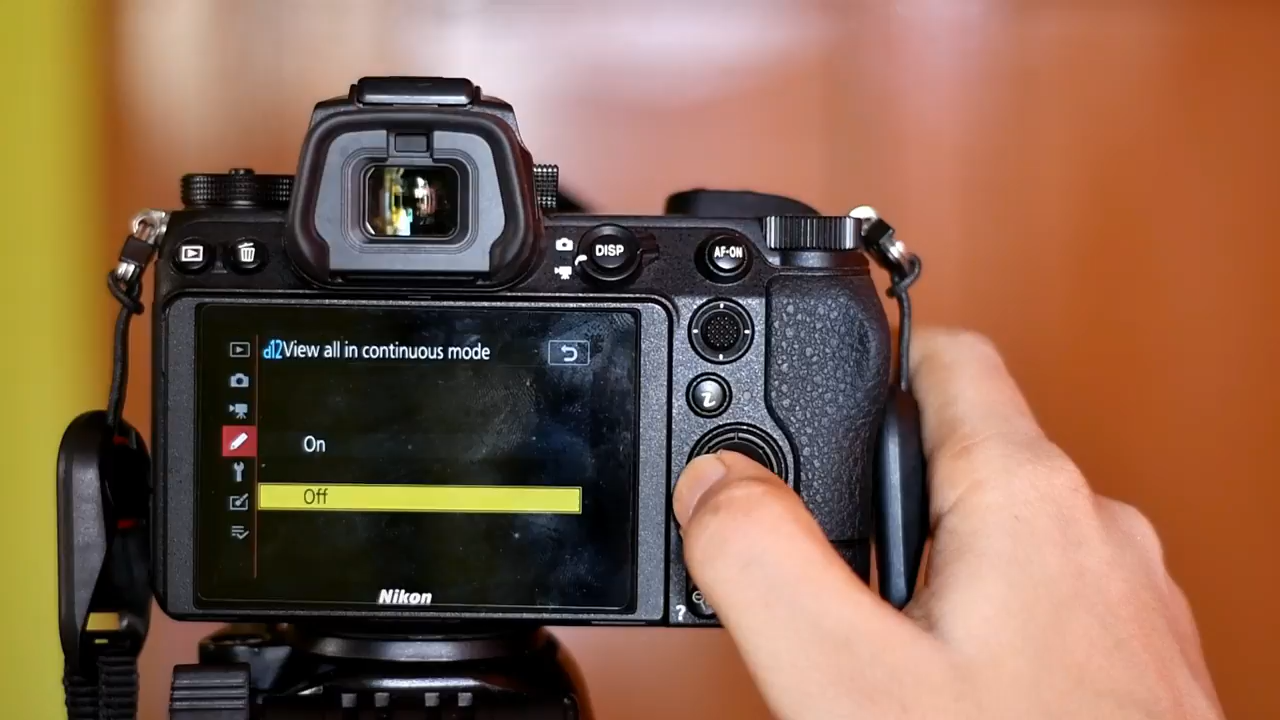 DISP
AF-ON
d12View all in continuous mode
i
On
Off
Nikon
?